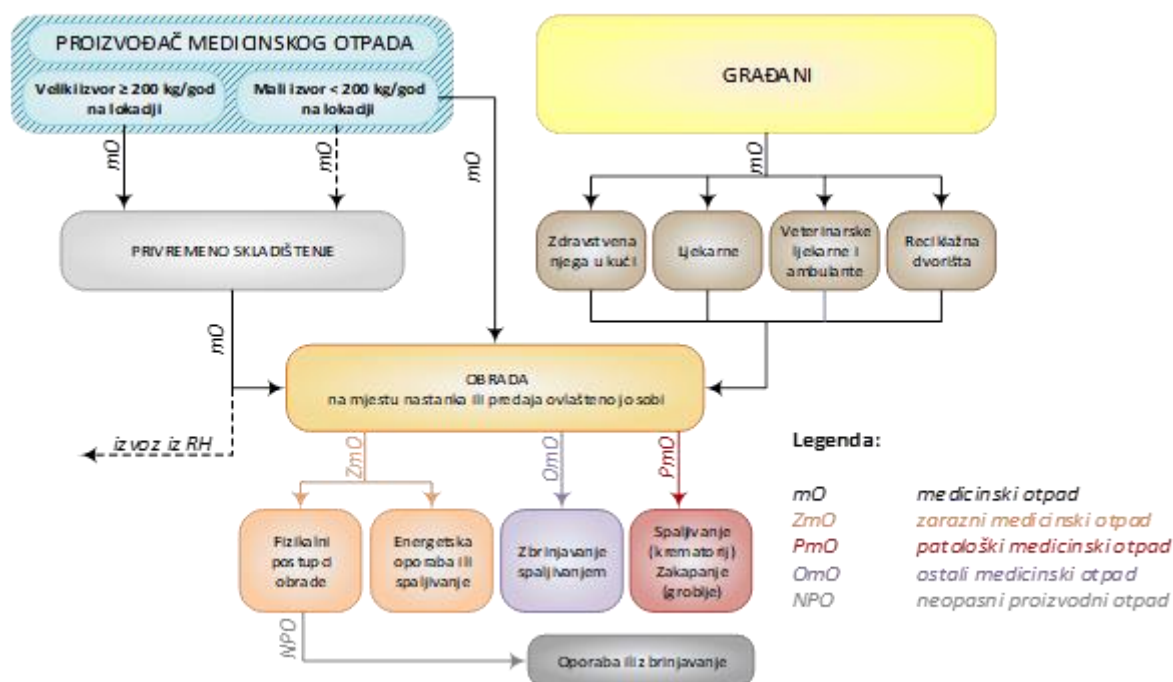 PROIZVOĐAČ MEDICINSKOG OTPADA
Veliki izvor ≥ 200 kg/god
na lokaciji
Mali izvor < 200 kg/god
na lokaciji
GRAĐANI
mO
mO
mO
mO
PRIVREMENO SKLADIŠTENJE
Zdravstvena
njega u kući
Ljekarne
Veterinarske
ljekarne i
ambulante
Reciklažna
dvorišta
mO
OBRADA
na mjestu nastanka ili predaja ovlaštenoj osobi
izvoz iz RH
ZmO
OmO
PmO
Fizikalni
postupci
obrade
Energetska
oporaba ili
spaljivanje
Zbrinjavanje
spaljivanjem
Spaljivanje
(krematorij)
Zakapanje
(groblje)
NPO
Oporaba ili zbrinjavanje
Legenda:
mO medicinski otpad
ZmO zarazni medicinski otpad
PmO patološki medicinski otpad
OmO ostali medicinski otpad
NPO neopasni proizvodni otpad